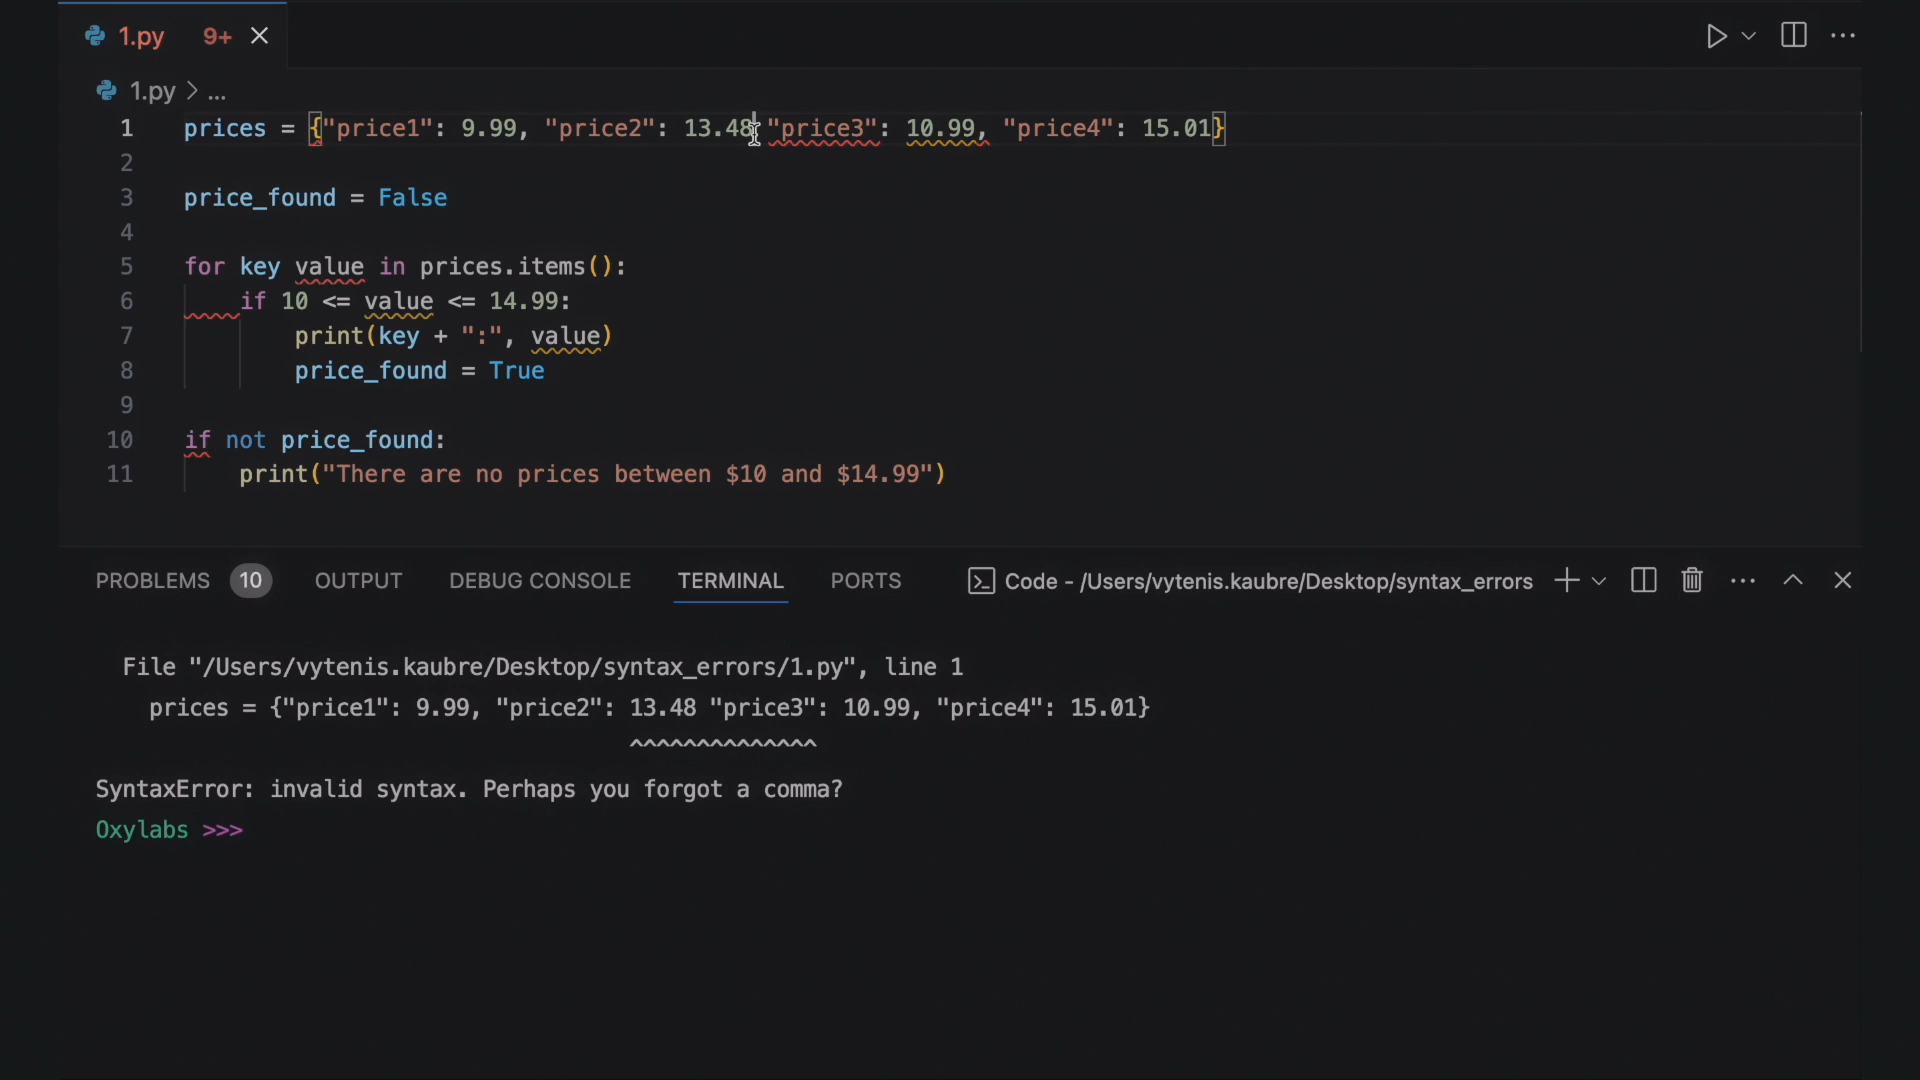 1.py 9+
1.py > ...
1 prices = {"price1": 9.99, "price2": 13.48 "price3": 10.99, "price4": 15.01}
2
3 price_found = False
4
5 for key value in prices.items():
6 if 10 <= value <= 14.99:
7 print(key + ":", value)
8 price_found = True
9
10 if not price_found:
11 print("There are no prices between $10 and $14.99")
PROBLEMS 10 OUTPUT DEBUG CONSOLE TERMINAL PORTS Code - /Users/vytenis.kaubre/Desktop/syntax_errors
File "/Users/vytenis.kaubre/Desktop/syntax_errors/1.py", line 1
prices = {"price1": 9.99, "price2": 13.48 "price3": 10.99, "price4": 15.01}
^^^^^^^^^^^^^^
SyntaxError: invalid syntax. Perhaps you forgot a comma?
Oxylabs >>>